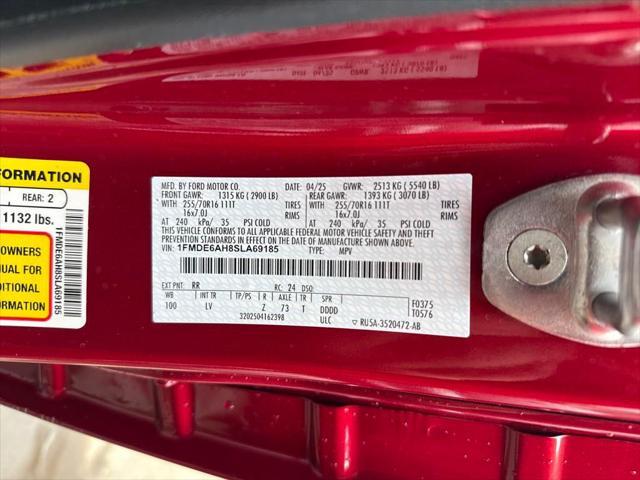 FORMATION
REAR: 2
1132 lbs.
OWNERS
NUAL FOR
DITIONAL
RMATION
1FMDE6AH8SLA69185
MFD. BY FORD MOTOR CO. DATE: 04/25 GVWR: 2513 KG (5540 LB)
FRONT GAWR: 1315 KG (2900 LB) REAR GAWR: 1393 KG (3070 LB)
WITH 255/70R16 111T TIRES WITH 255/70R16 111T TIRES
16x7.0J RIMS 16x7.0J RIMS
AT 240 kPa/ 35 PSI COLD AT 240 kPa/ 35 PSI COLD
THIS VEHICLE CONFORMS TO ALL APPLICABLE FEDERAL MOTOR VEHICLE SAFETY, BUMPER, AND THEFT PREVENTION STANDARDS IN EFFECT ON THE DATE OF MANUFACTURE SHOWN ABOVE.
VIN: 1FMDE6AH8SLA69185 TYPE: MPV
EXT PNT: RR RC: 24 DSO:
WB INT TR TP/PS R AXLE TR SPR F0375
100 LV Z 73 T DDDD T0576
3202504162398 ULC ▽ RU5A-3520472-AB